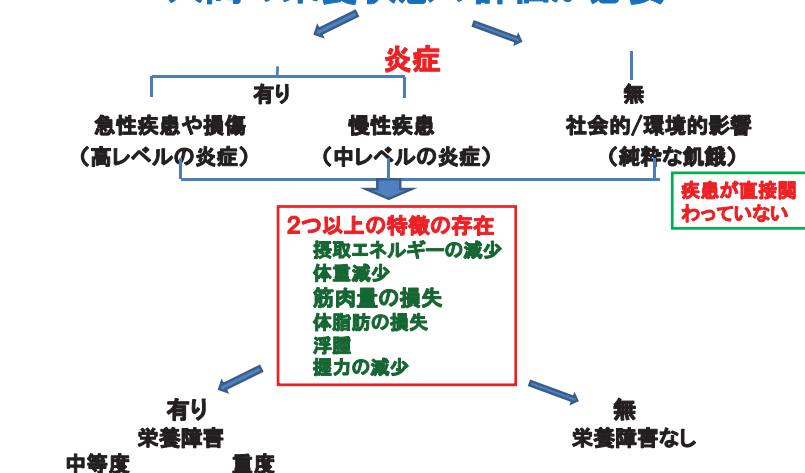 炎症
有り
無
急性疾患や損傷
慢性疾患
社会的/環境的影響
（高レベルの炎症）
（中レベルの炎症）
（純粋な飢餓）
疾患が直接関
わっていない
2つ以上の特徴の存在
摂取エネルギーの減少
体重減少
筋肉量の損失
体脂肪の損失
浮腫
握力の減少
有り
無
栄養障害
栄養障害なし
中等度
重度